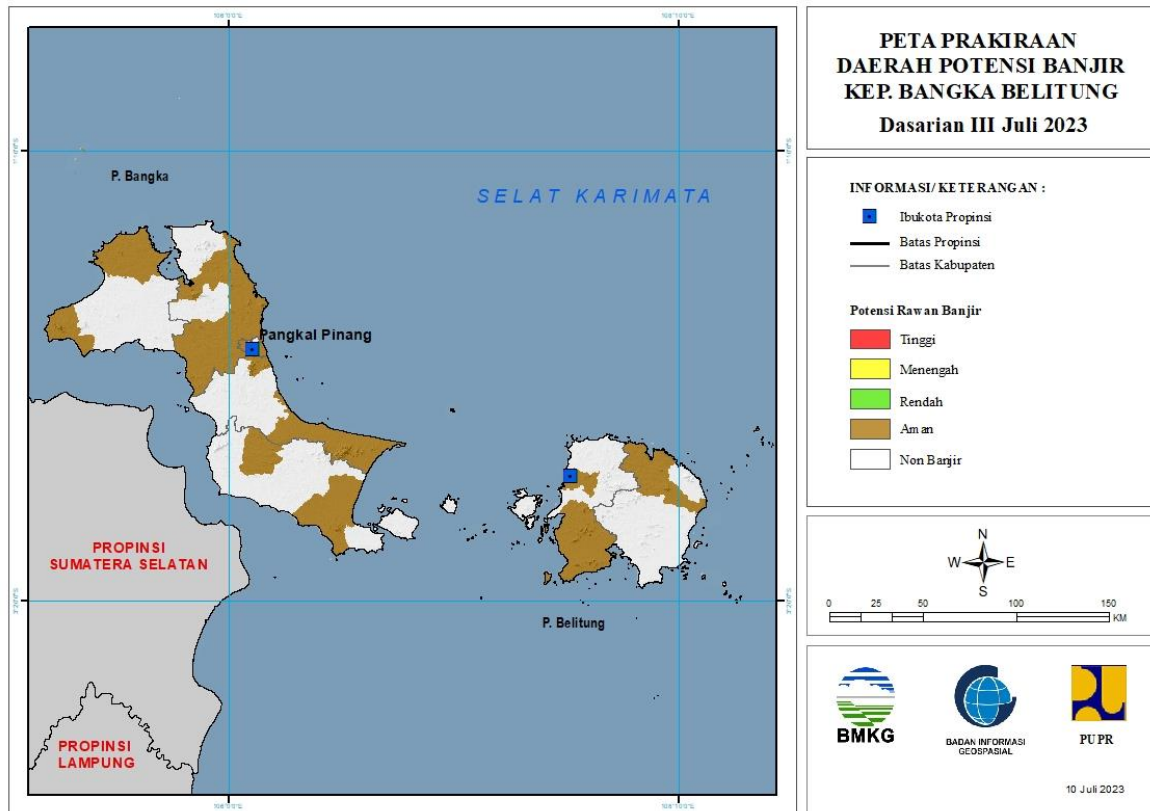 P. Bangka
SELAT KARIMATA
Pangkal Pinang
PROPINSI
SUMATERA SELATAN
P. Belitung
PROPINSI
LAMPUNG
PETA PRAKIRAAN
DAERAH POTENSI BANJIR
KEP. BANGKA BELITUNG
Dasarian III Juli 2023
INFORMASI/ KETERANGAN :
Ibukota Propinsi
Batas Propinsi
Batas Kabupaten
Potensi Rawan Banjir
Tinggi
Menengah
Rendah
Aman
Non Banjir
N
W E
S
0 25 50 100 150
KM
BMKG
BADAN INFORMASI
GEOSPASIAL
PUPR
10 Juli 2023